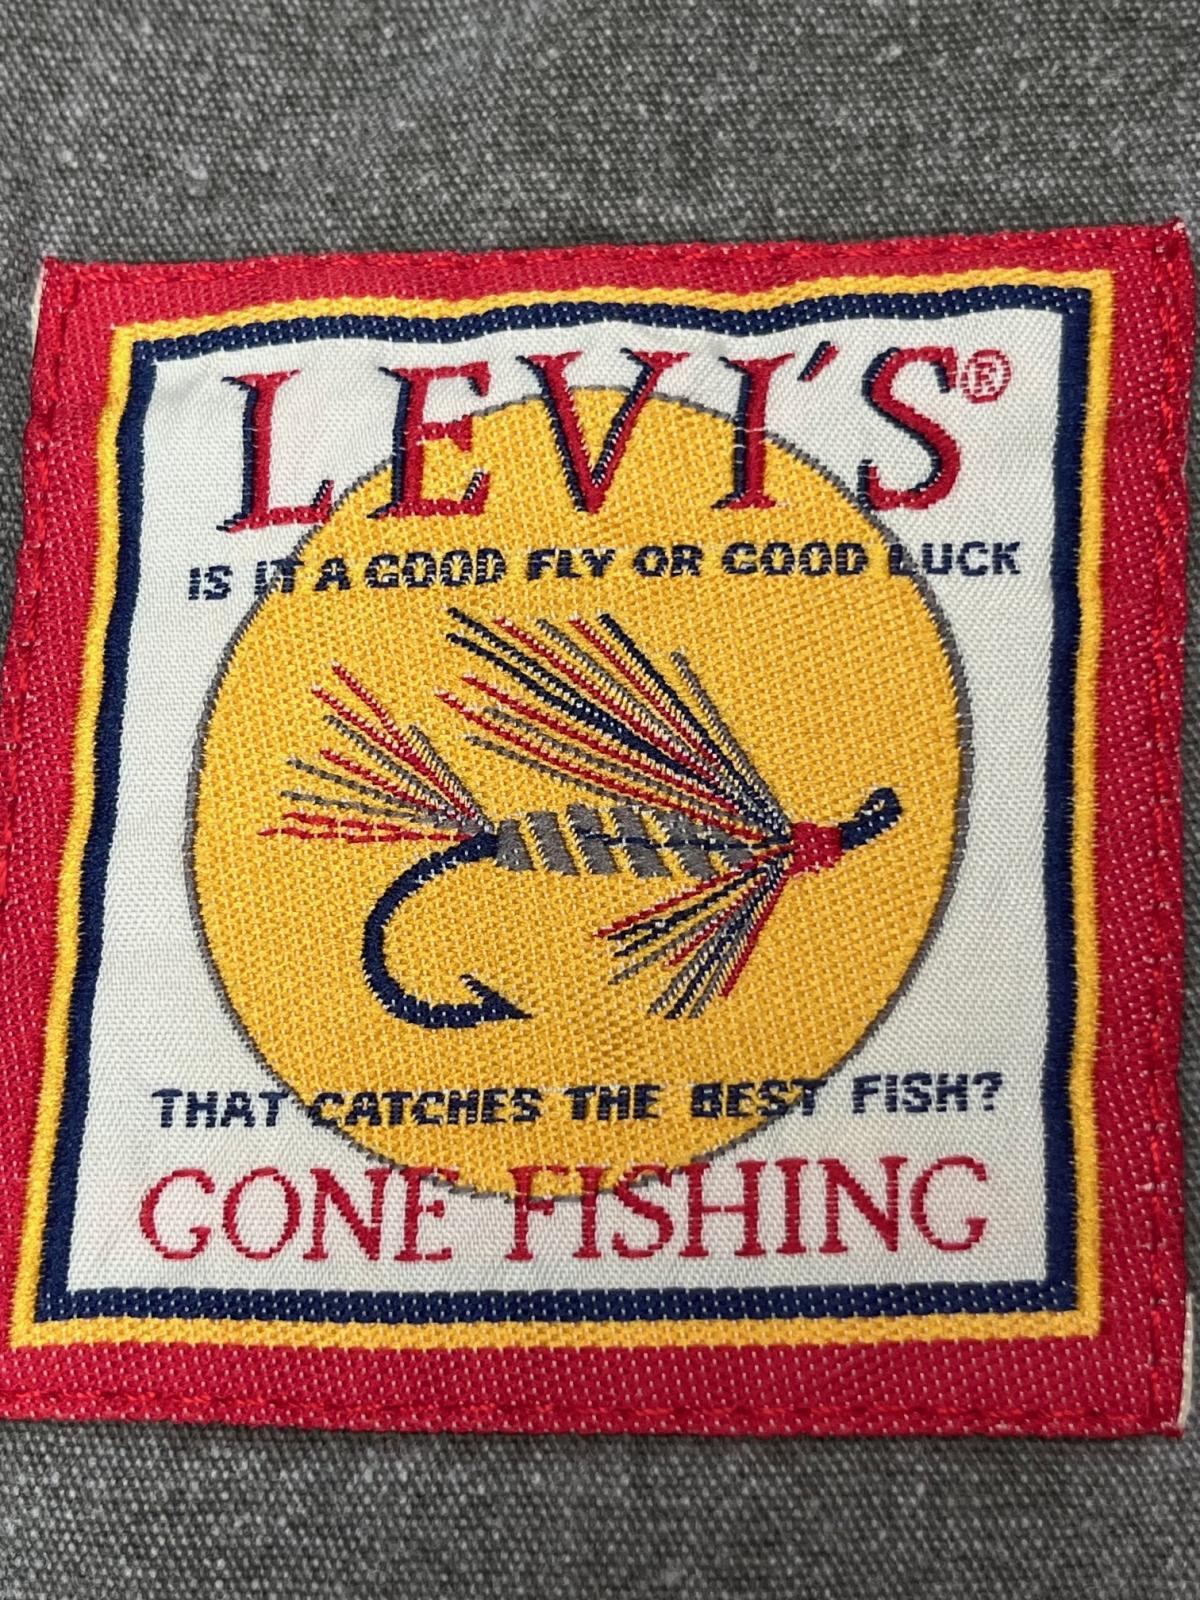 LEVI'S®
IS IT A GOOD FLY OR GOOD LUCK
THAT CATCHES THE BEST FISH?
GONE FISHING